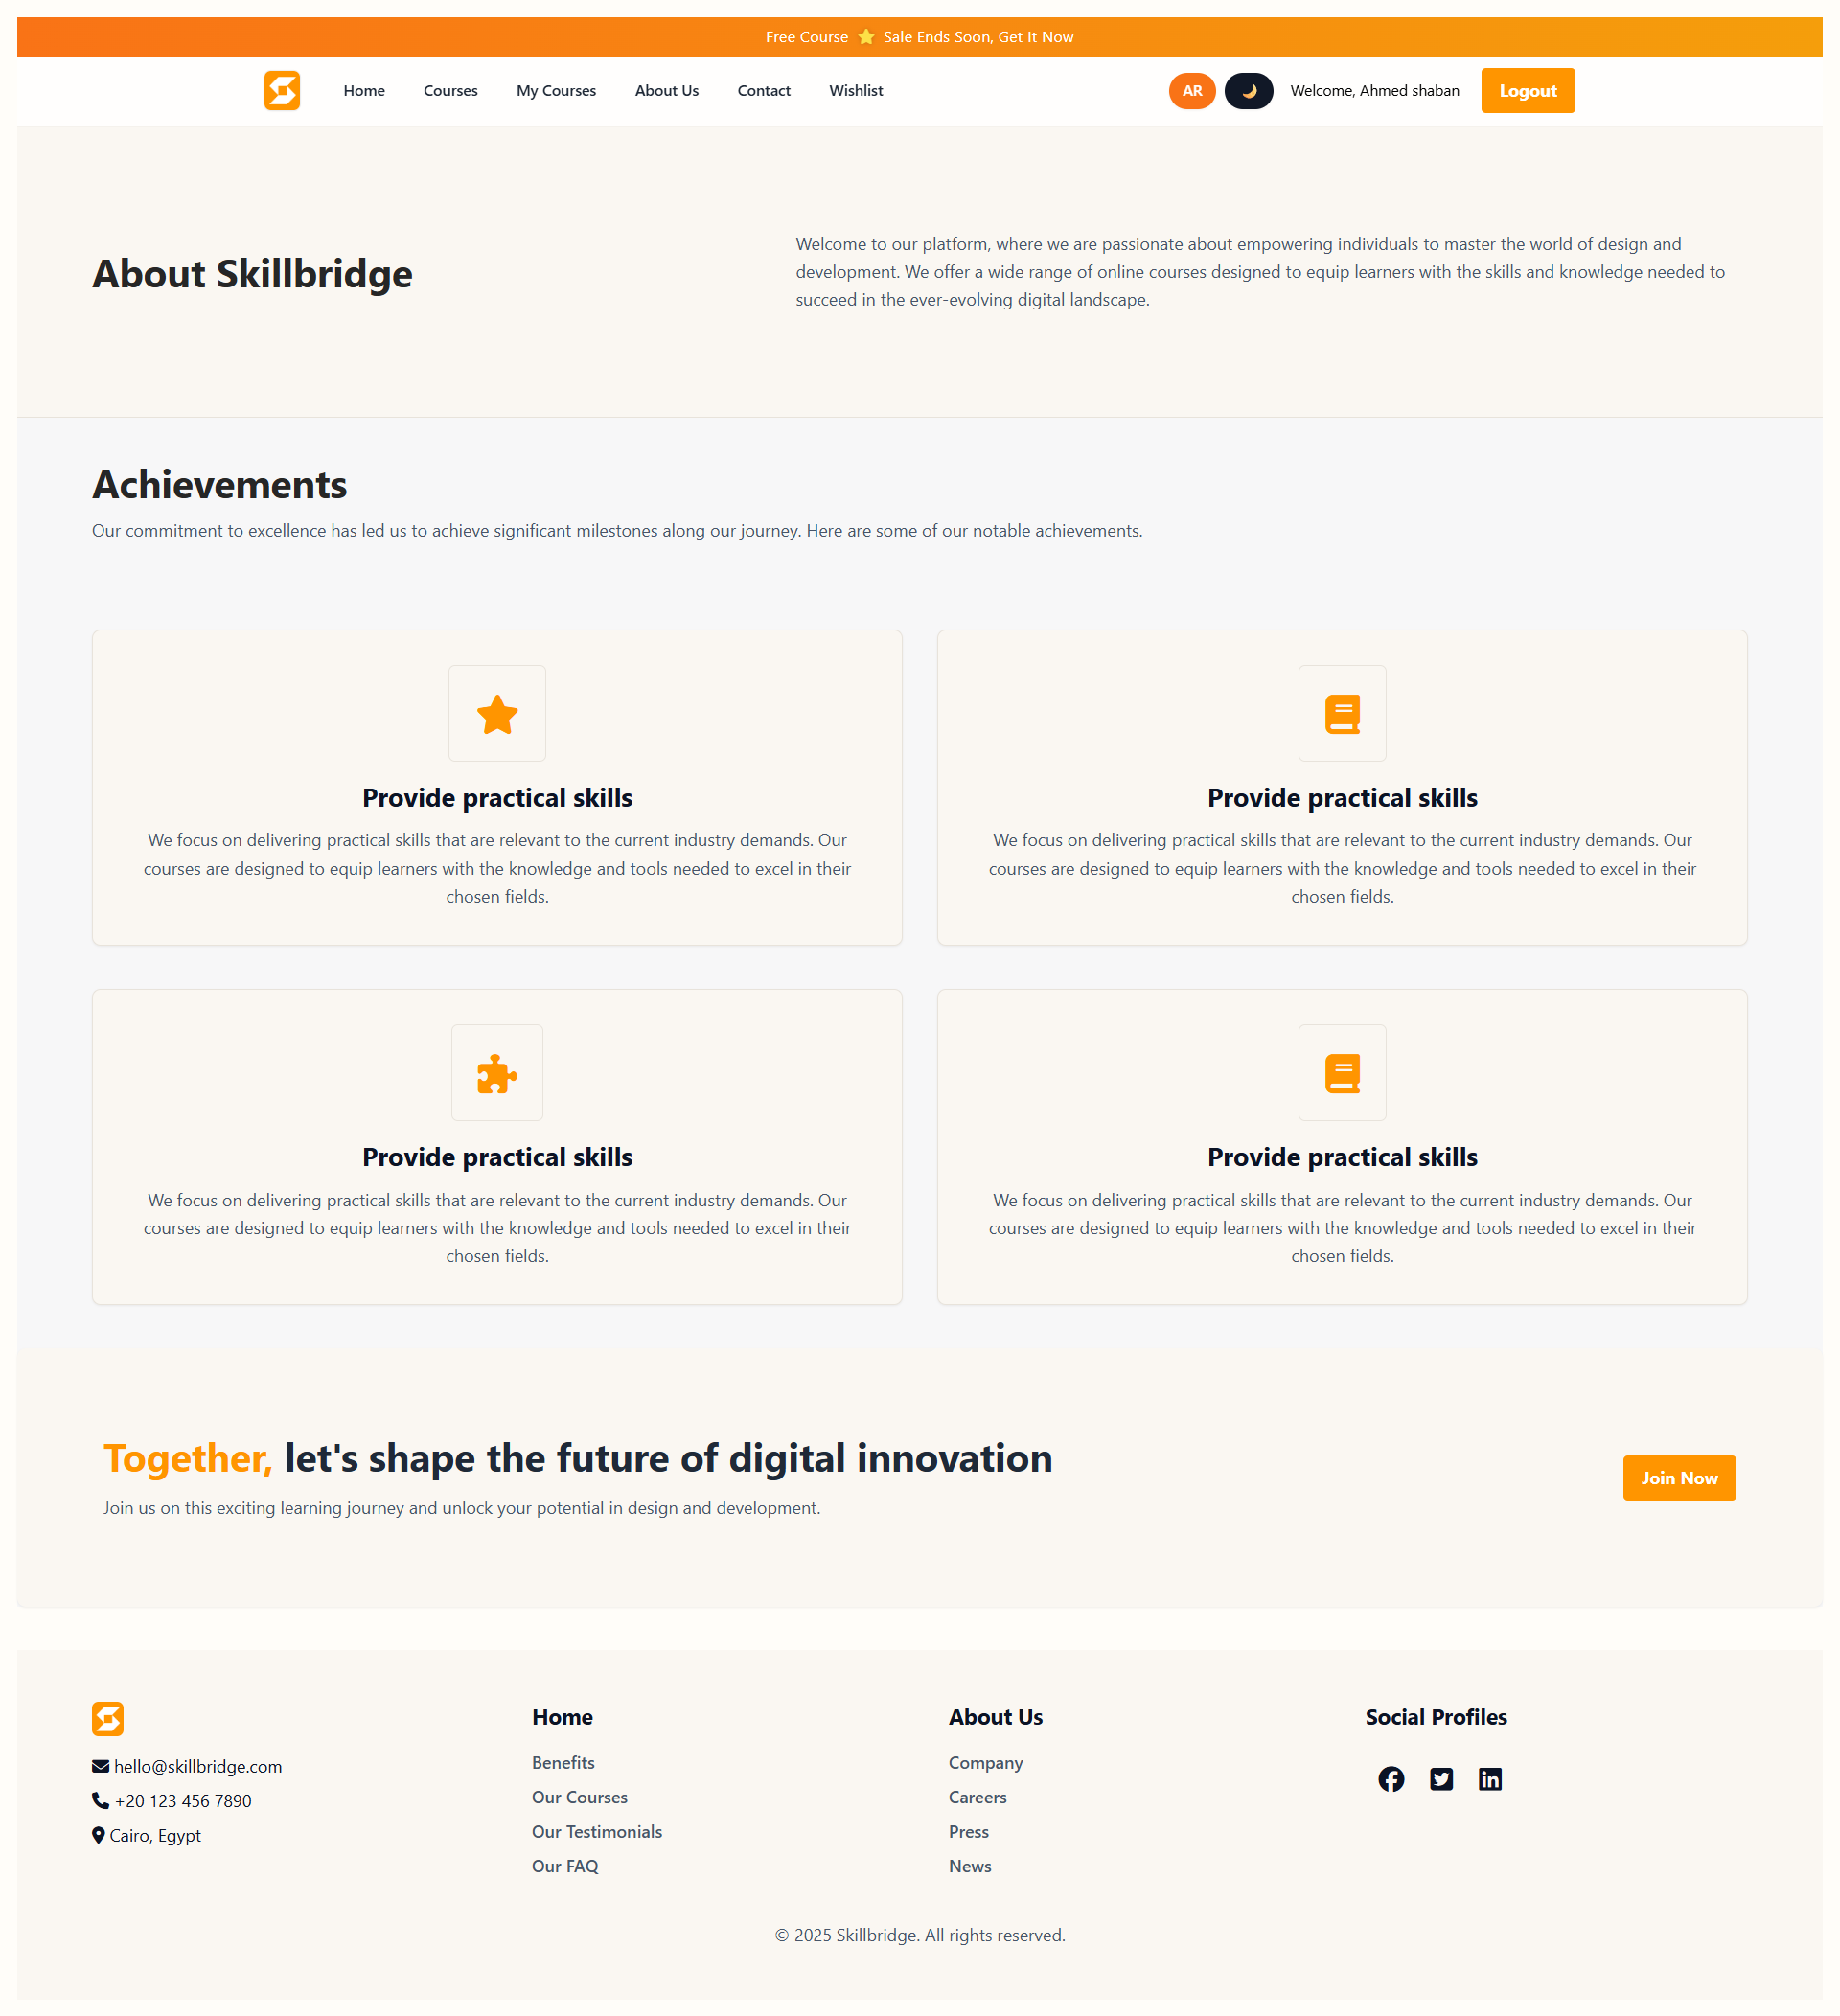 Free Course ⭐ Sale Ends Soon, Get It Now
Home Courses My Courses About Us Contact Wishlist AR 🌙 Welcome, Ahmed shaban Logout
About Skillbridge
Welcome to our platform, where we are passionate about empowering individuals to master the world of design and
development. We offer a wide range of online courses designed to equip learners with the skills and knowledge needed to
succeed in the ever-evolving digital landscape.
Achievements
Our commitment to excellence has led us to achieve significant milestones along our journey. Here are some of our notable achievements.
Provide practical skills
We focus on delivering practical skills that are relevant to the current industry demands. Our
courses are designed to equip learners with the knowledge and tools needed to excel in their
chosen fields.
Provide practical skills
We focus on delivering practical skills that are relevant to the current industry demands. Our
courses are designed to equip learners with the knowledge and tools needed to excel in their
chosen fields.
Provide practical skills
We focus on delivering practical skills that are relevant to the current industry demands. Our
courses are designed to equip learners with the knowledge and tools needed to excel in their
chosen fields.
Provide practical skills
We focus on delivering practical skills that are relevant to the current industry demands. Our
courses are designed to equip learners with the knowledge and tools needed to excel in their
chosen fields.
Together, let's shape the future of digital innovation
Join us on this exciting learning journey and unlock your potential in design and development.
Join Now
hello@skillbridge.com
+20 123 456 7890
Cairo, Egypt
Home
Benefits
Our Courses
Our Testimonials
Our FAQ
About Us
Company
Careers
Press
News
Social Profiles
© 2025 Skillbridge. All rights reserved.